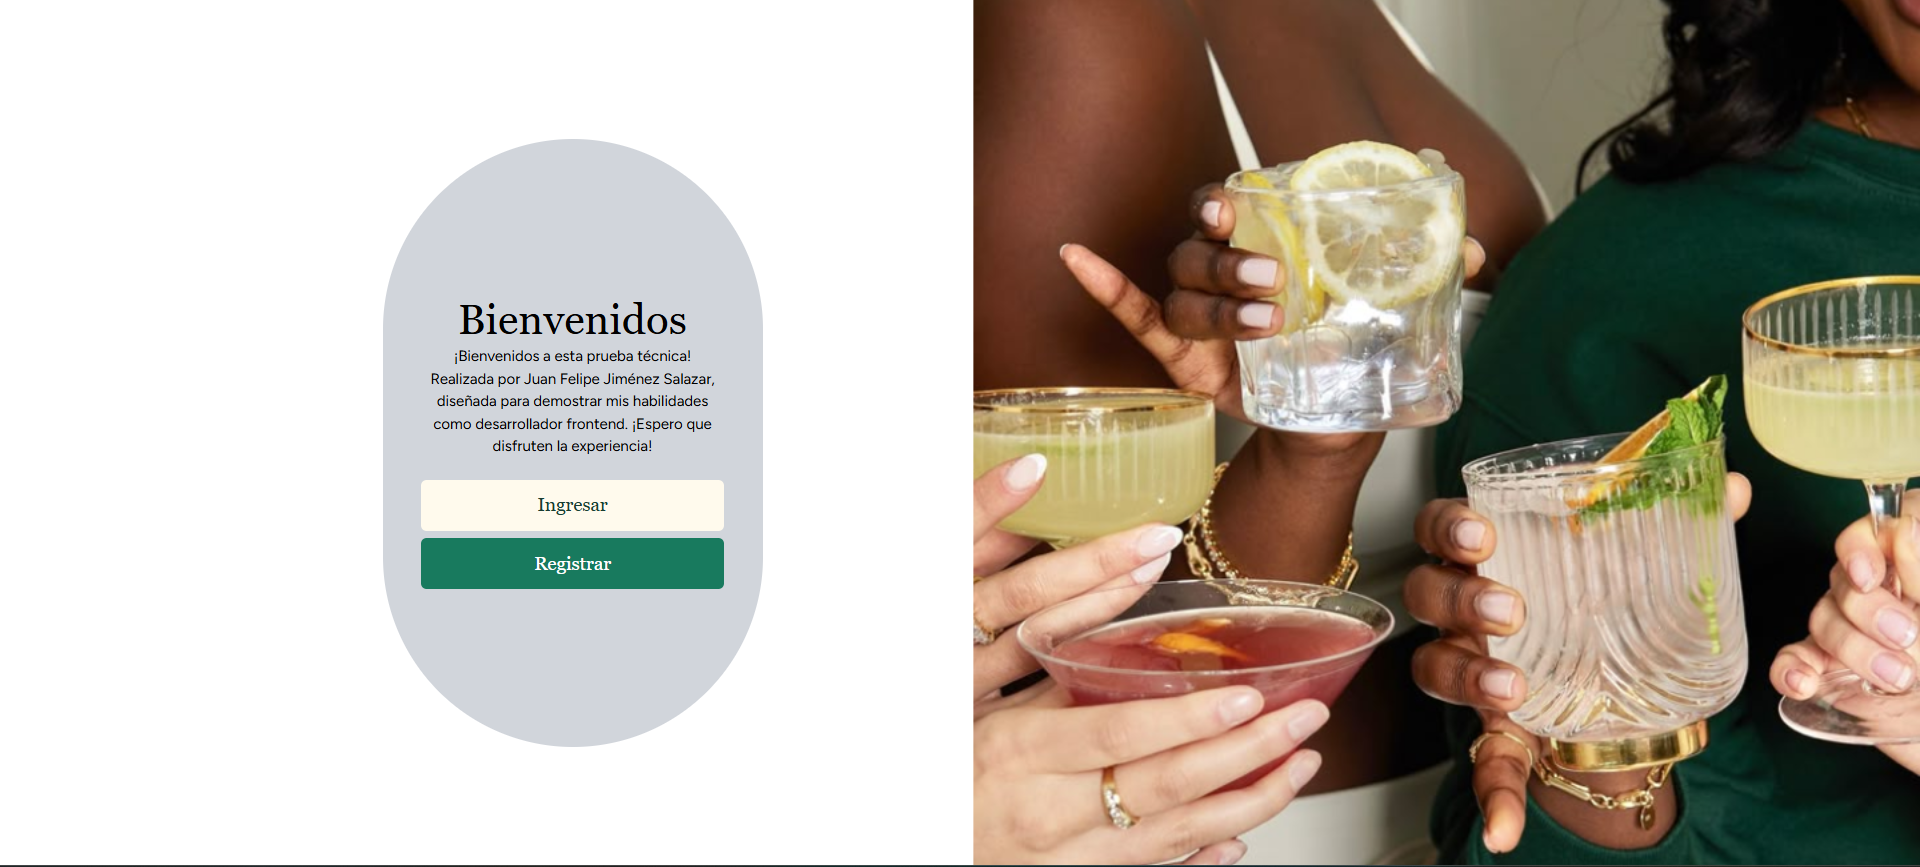 Bienvenidos
¡Bienvenidos a esta prueba técnica!
Realizada por Juan Felipe Jiménez Salazar,
diseñada para demostrar mis habilidades
como desarrollador frontend. ¡Espero que
disfruten la experiencia!
Ingresar
Registrar